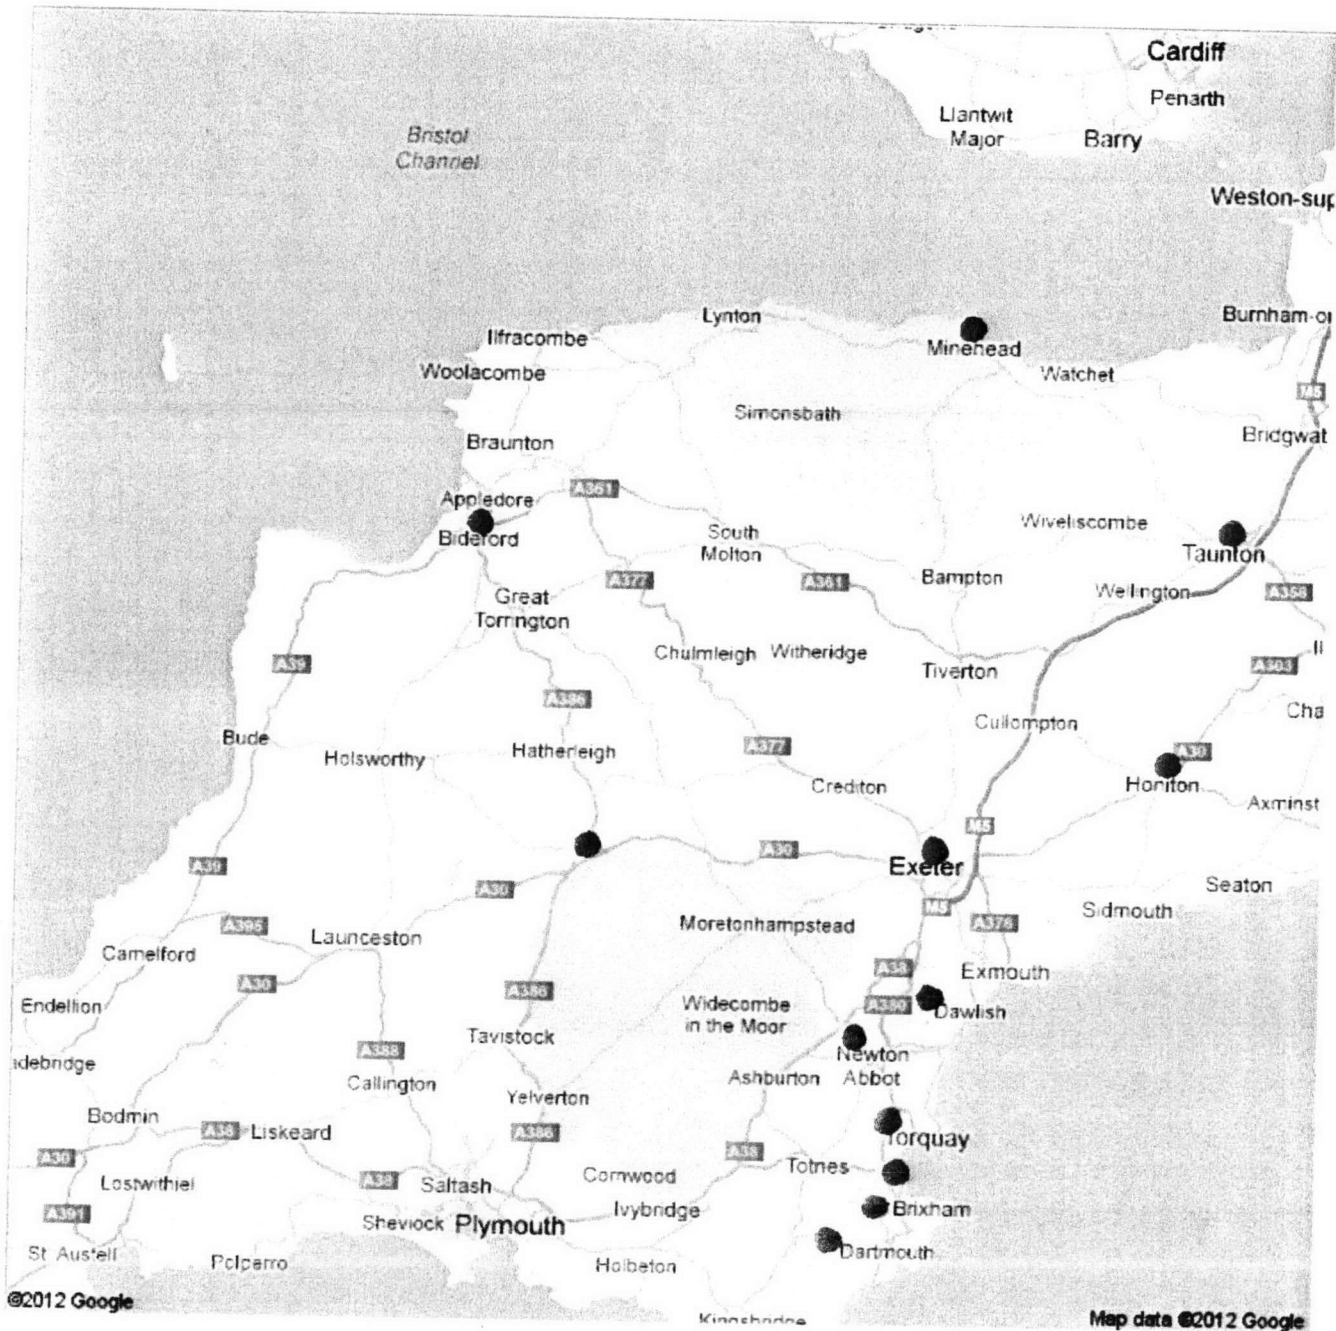 Cardiff
Penarth
Llantwit
Major
Barry
Bristol
Channel
Weston-sup
Lynton
Burnham-on
Ilfracombe
Minehead
Woolacombe
Watchet
M5
Simonsbath
Braunton
Bridgwat
A361
Appledore
Bideford
South
Molton
Wiveliscombe
Taunton
A377
A361
Bampton
Wellington
A358
Great
Torrington
Chulmleigh
Witheridge
Tiverton
A303
Il
A39
A386
Cha
Cullompton
Bude
Holsworthy
Hatherleigh
A377
A30
Crediton
Honiton
Axminst
M5
A39
A30
A30
Exeter
Seaton
Sidmouth
M5
A376
A395
Launceston
Moretonhampstead
Camelford
A30
A38
Exmouth
Endellion
A386
Widecombe
in the Moor
A380
Dawlish
Tavistock
A388
adebridge
Callington
Newton
Abbot
Ashburton
Yelverton
Bodmin
A38
Liskeard
A386
Torquay
A30
A38
Totnes
Lostwithiel
A38
Saltash
Cornwood
A391
Sheviock
Plymouth
Ivybridge
Brixham
St Austell
Polperro
Holbeton
Dartmouth
Kingsbridge
©2012 Google
Map data ©2012 Google